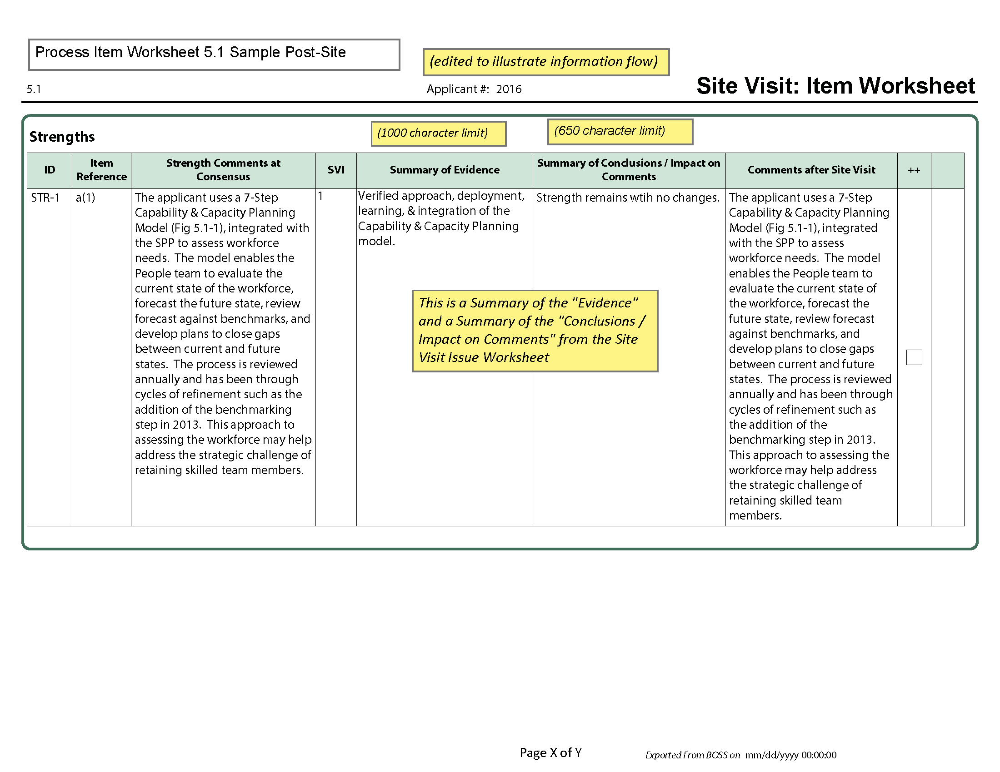 Process Item Worksheet 5.1 Sample Post-Site
(edited to illustrate information flow)
5.1
Applicant #: 2016
Site Visit: Item Worksheet
Strengths
(1000 character limit)
(650 character limit)
ID
Item
Reference
Strength Comments at
Consensus
SVI
Summary of Evidence
Summary of Conclusions / Impact on
Comments
Comments after Site Visit
++
STR-1
a(1)
The applicant uses a 7-Step
Capability & Capacity Planning
Model (Fig 5.1-1), integrated with
the SPP to assess workforce
needs. The model enables the
People team to evaluate the
current state of the workforce,
forecast the future state, review
forecast against benchmarks, and
develop plans to close gaps
between current and future
states. The process is reviewed
annually and has been through
cycles of refinement such as the
addition of the benchmarking
step in 2013. This approach to
assessing the workforce may help
address the strategic challenge of
retaining skilled team members.
1
Verified approach, deployment,
learning, & integration of the
Capability & Capacity Planning
model.
Strength remains wtih no changes.
This is a Summary of the "Evidence"
and a Summary of the "Conclusions /
Impact on Comments" from the Site
Visit Issue Worksheet
The applicant uses a 7-Step
Capability & Capacity Planning
Model (Fig 5.1-1), integrated
with the SPP to assess
workforce needs. The model
enables the People team to
evaluate the current state of
the workforce, forecast the
future state, review forecast
against benchmarks, and
develop plans to close gaps
between current and future
states. The process is reviewed
annually and has been through
cycles of refinement such as
the addition of the
benchmarking step in 2013.
This approach to assessing the
workforce may help address
the strategic challenge of
retaining skilled team
members.
Page X of Y
Exported From BOSS on mm/dd/yyyy 00:00:00